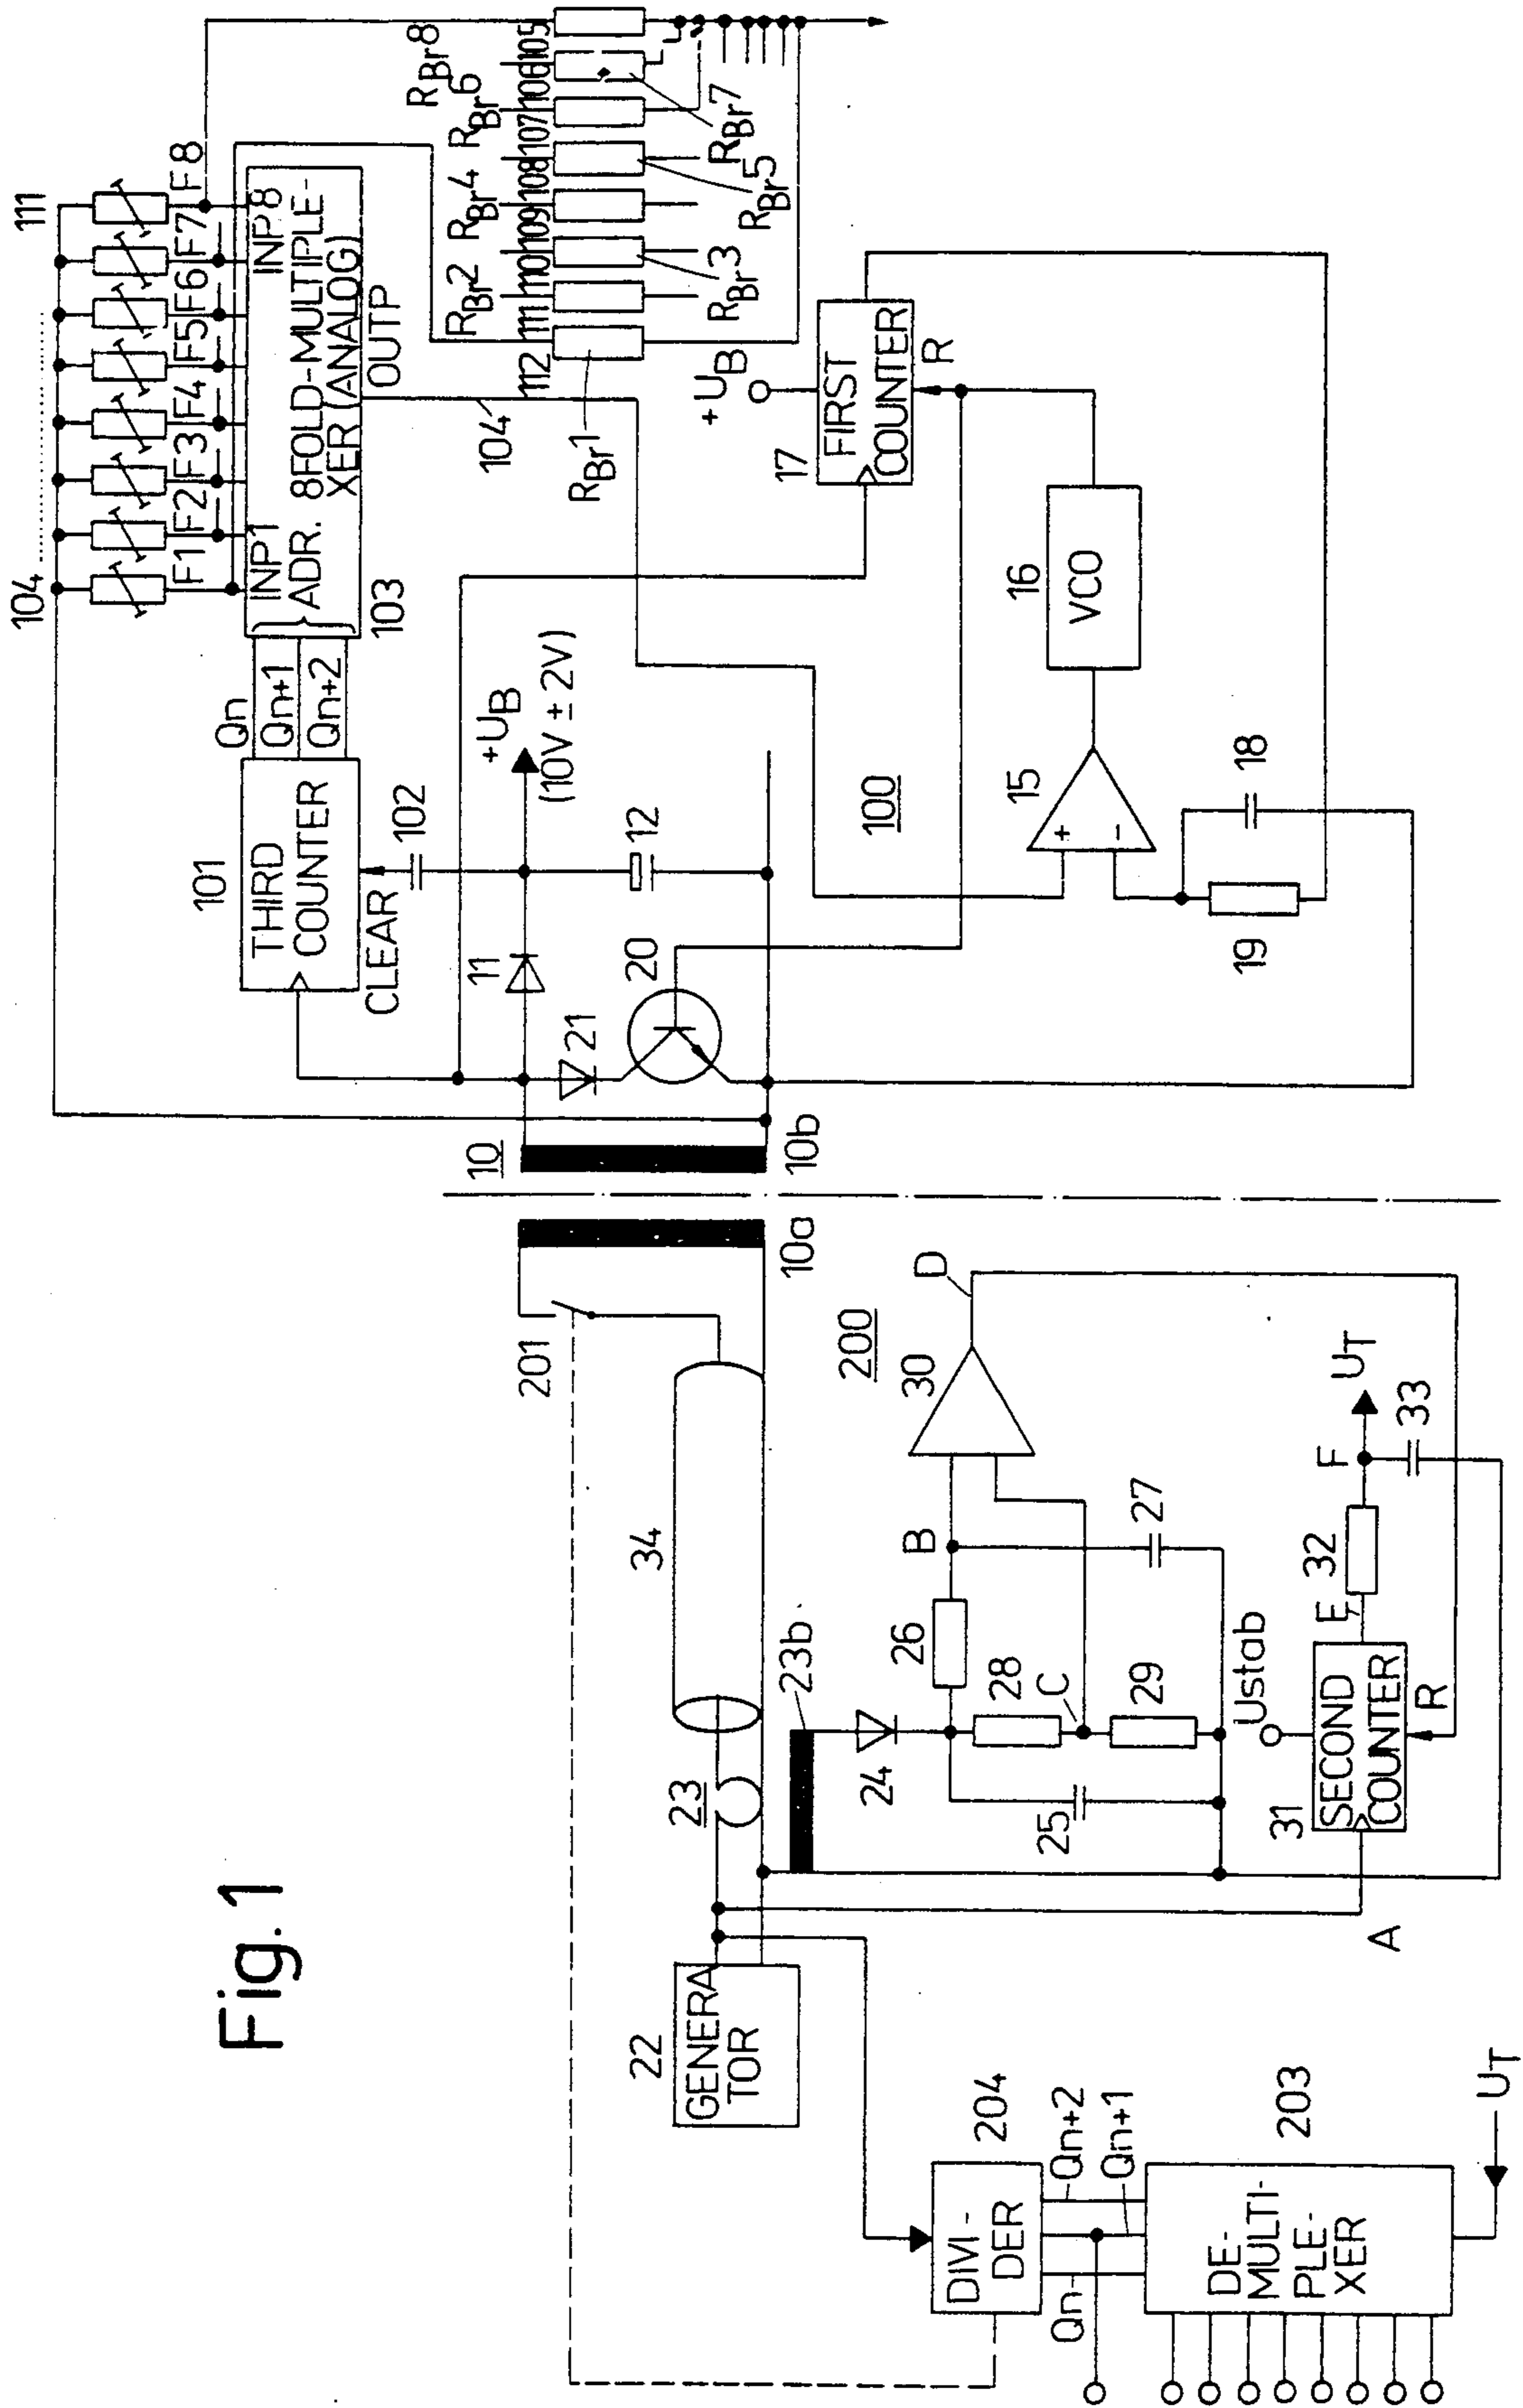 Fig.1
104
111
F1
F2
F3
F4
F5
F6
F7
F8
INP1
INP8
ADR.
8FOLD-MULTIPLE-
XER (ANALOG)
OUTP
103
Qn
Qn+1
Qn+2
101
THIRD
COUNTER
CLEAR
102
104
RBr2
RBr4
RBr6
RBr8
112
111
110
109
108
107
106
105
RBr1
RBr3
RBr5
RBr7
11
+UB
(10V ± 2V)
12
21
20
100
+UB
17
FIRST
COUNTER
R
16
VCO
15
+
-
18
19
10
10b
10a
201
34
23
23b
22
GENERA
TOR
200
30
D
B
26
27
28
C
29
24
25
Ustab
31
SECOND
COUNTER
R
E
32
F
UT
33
A
204
DIVI-
DER
Qn
Qn+2
Qn+1
203
DE-
MULTI-
PLE-
XER
UT